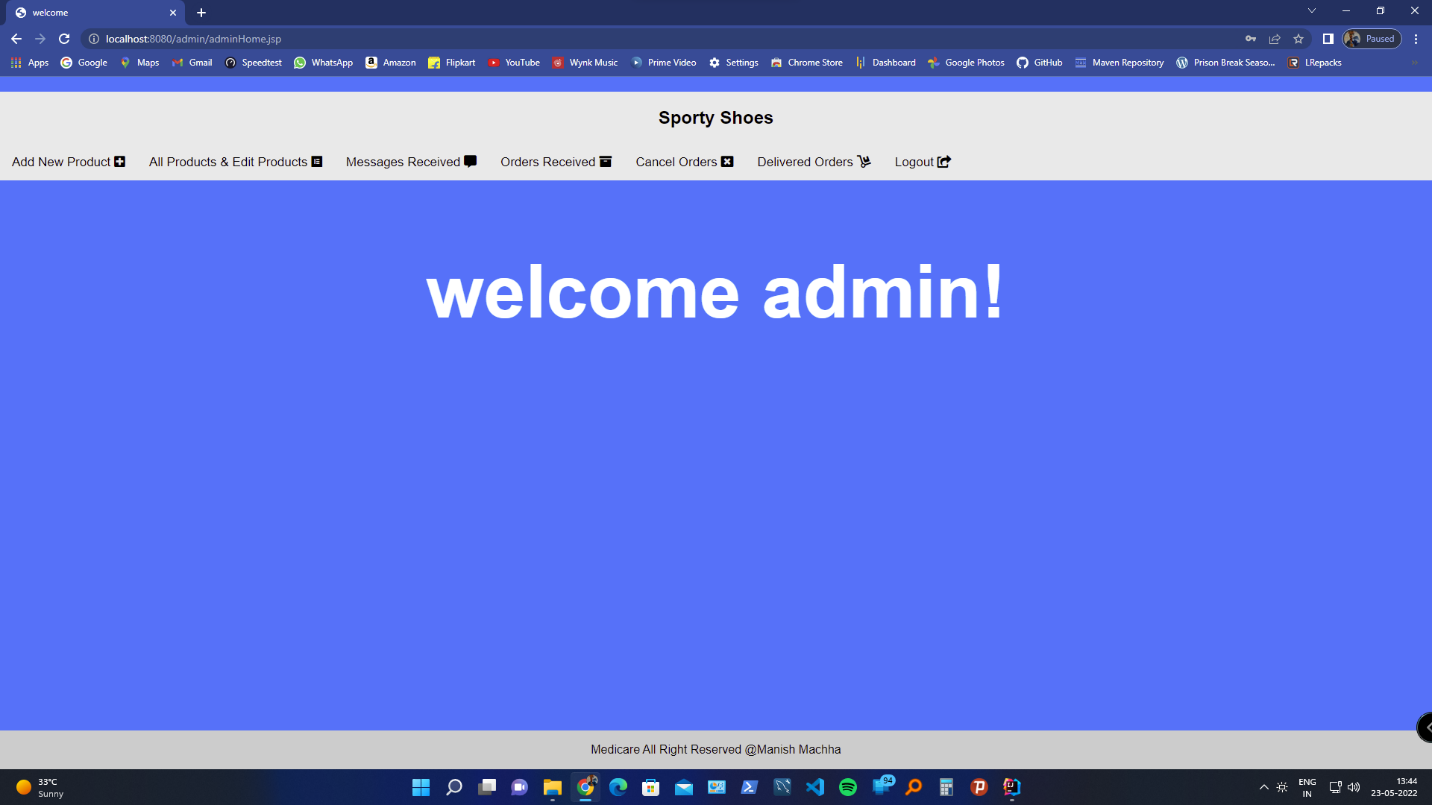 welcome
localhost:8080/admin/adminHome.jsp
Paused
Apps Google Maps Gmail Speedtest WhatsApp Amazon Flipkart YouTube Wynk Music Prime Video Settings Chrome Store Dashboard Google Photos GitHub Maven Repository Prison Break Seaso... LRepacks
Sporty Shoes
Add New Product All Products & Edit Products Messages Received Orders Received Cancel Orders Delivered Orders Logout
welcome admin!
Medicare All Right Reserved @Manish Machha
33°C
Sunny
94
ENG
IN
13:44
23-05-2022